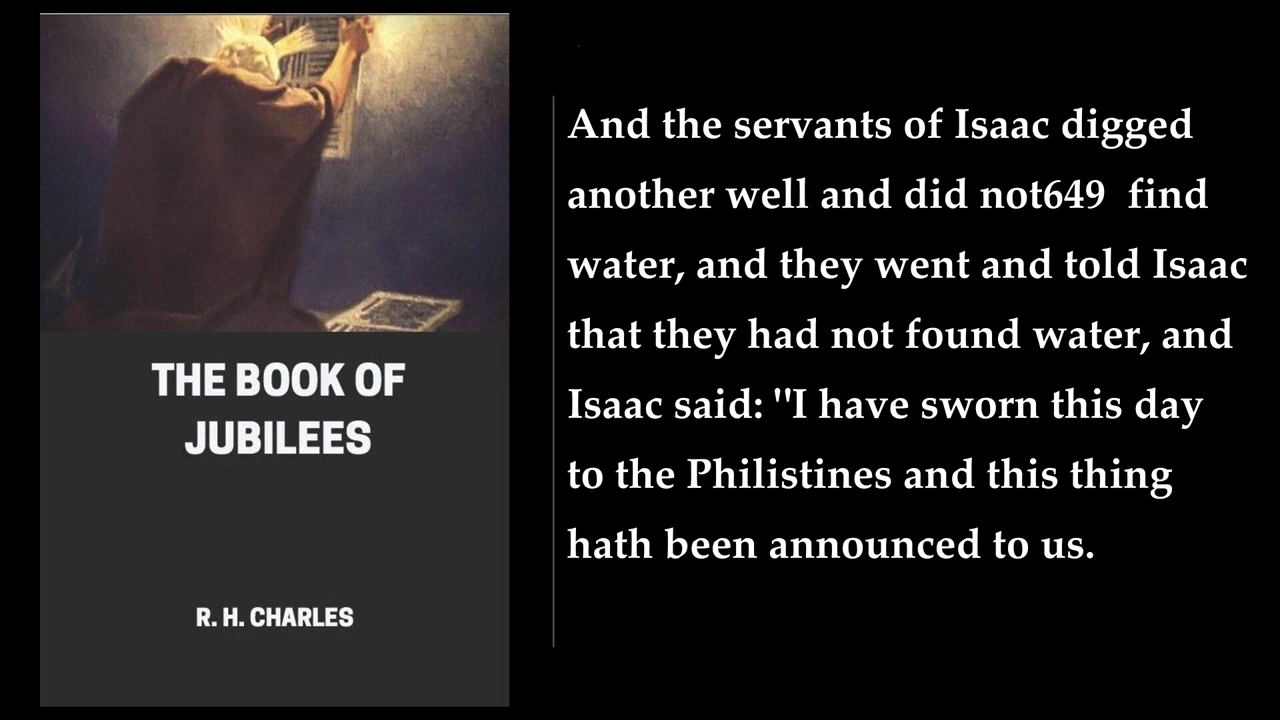 THE BOOK OF
JUBILEES
R. H. CHARLES
And the servants of Isaac digged
another well and did not649  find
water, and they went and told Isaac
that they had not found water, and
Isaac said: "I have sworn this day
to the Philistines and this thing
hath been announced to us.